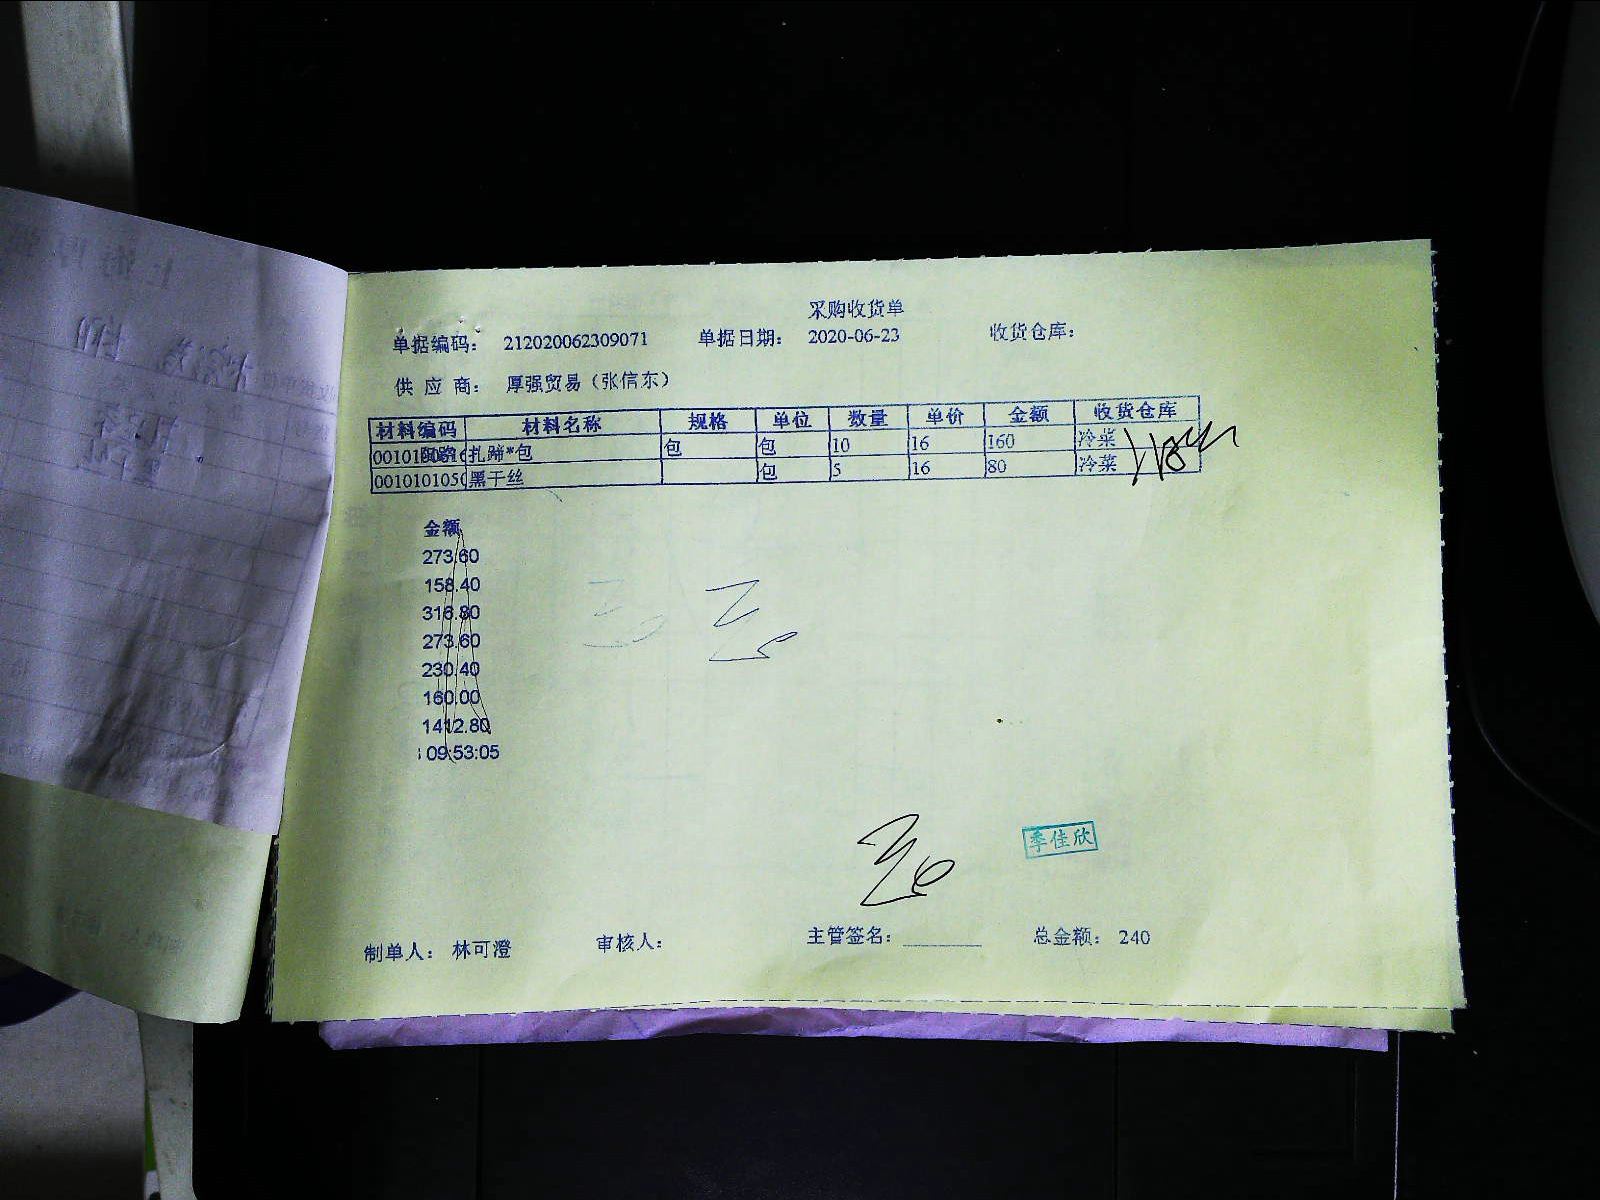 采购收货单
单据编码： 212020062309071 单据日期： 2020-06-23 收货仓库：
供 应 商： 厚强贸易（张信东）
材料编码 材料名称 规格 单位 数量 单价 金额 收货仓库
扎蹄*包 包 包 10 16 160 冷菜
001010105 黑干丝 包 5 16 80 冷菜
金额
273.60
158.40
316.80
273.60
230.40
160.00
1412.80
09:53:05
季佳欣
制单人： 林可澄 审核人： 主管签名： 总金额： 240